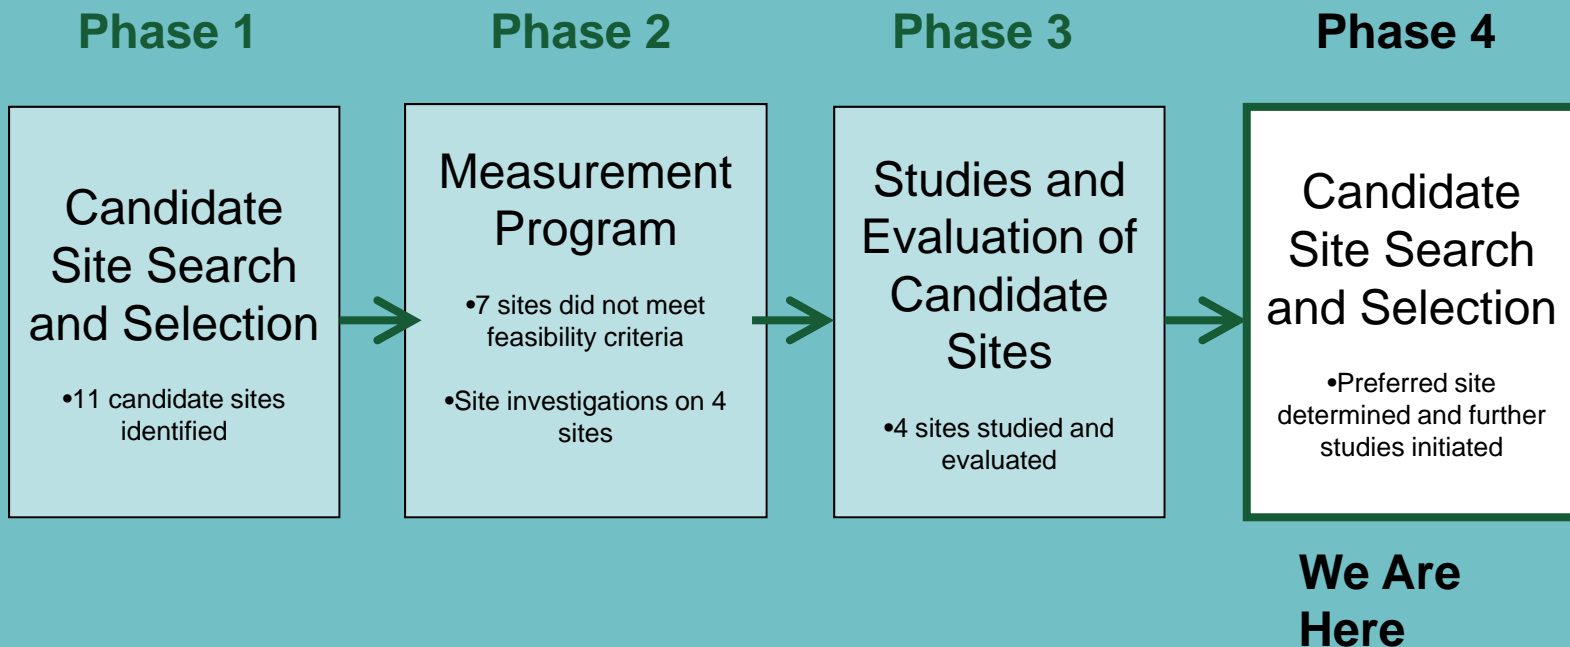 Phase 1
Candidate
Site Search
and Selection
•11 candidate sites
identified
Phase 2
Measurement
Program
•7 sites did not meet
feasibility criteria
•Site investigations on 4
sites
Phase 3
Studies and
Evaluation of
Candidate
Sites
•4 sites studied and
evaluated
Phase 4
Candidate
Site Search
and Selection
•Preferred site
determined and further
studies initiated
We Are
Here